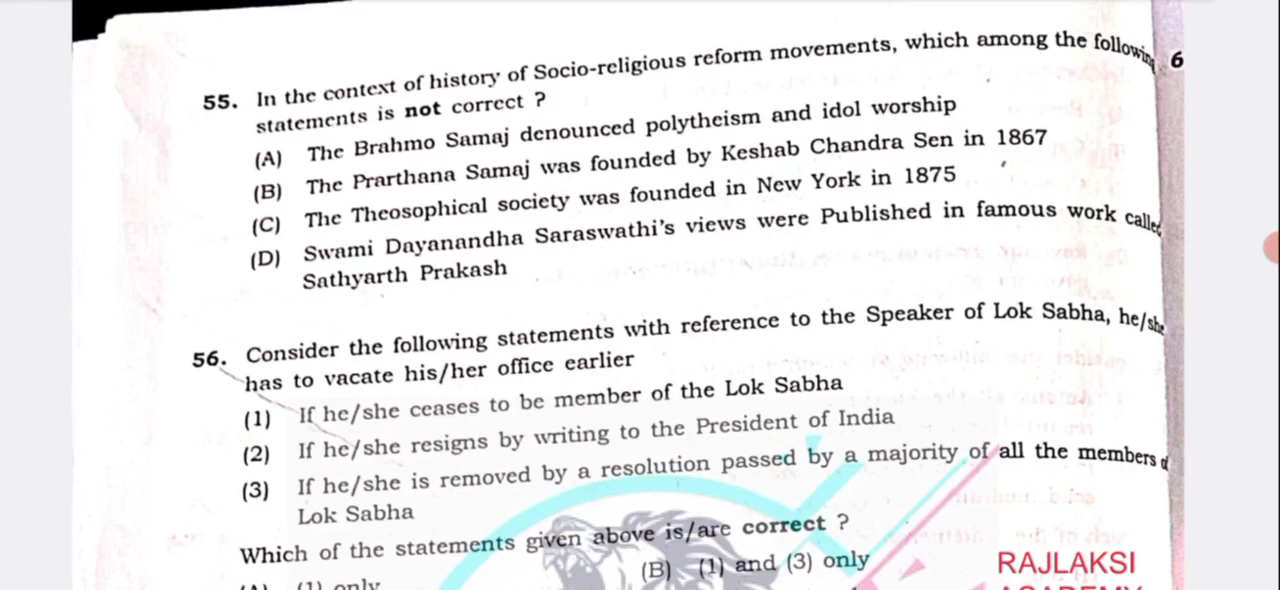 55. In the context of history of Socio-religious reform movements, which among the following
6
statements is not correct ?
(A) The Brahmo Samaj denounced polytheism and idol worship
(B) The Prarthana Samaj was founded by Keshab Chandra Sen in 1867
(C) The Theosophical society was founded in New York in 1875
(D) Swami Dayanandha Saraswathi's views were Published in famous work called
Sathyarth Prakash
56. Consider the following statements with reference to the Speaker of Lok Sabha, he/she
has to vacate his/her office earlier
(1) If he/she ceases to be member of the Lok Sabha
(2) If he/she resigns by writing to the President of India
(3) If he/she is removed by a resolution passed by a majority of all the members
Lok Sabha
Which of the statements given above is/are correct ?
(1) only
(B) (1) and (3) only
RAJLAKSI